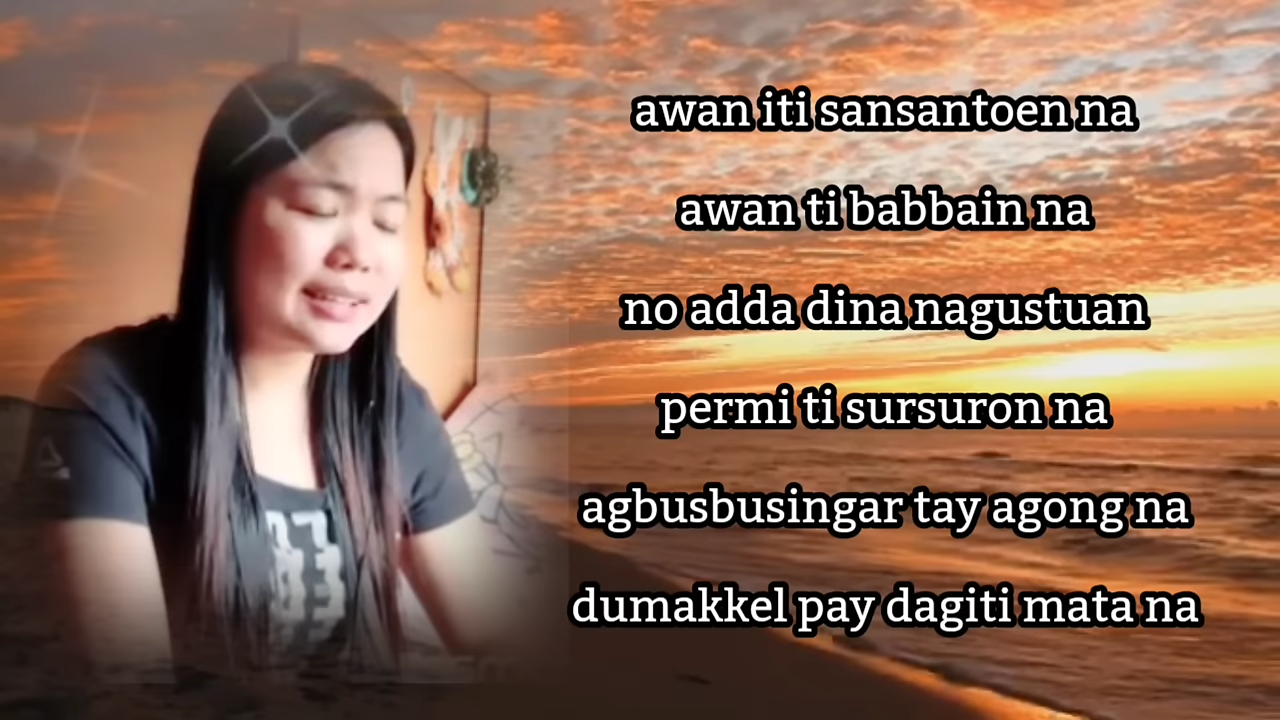 awan iti sansantoen na
awan ti babbain na
no adda dina nagustuan
permi ti sursuron na
agbusbusingar tay agong na
dumakkel pay dagiti mata na